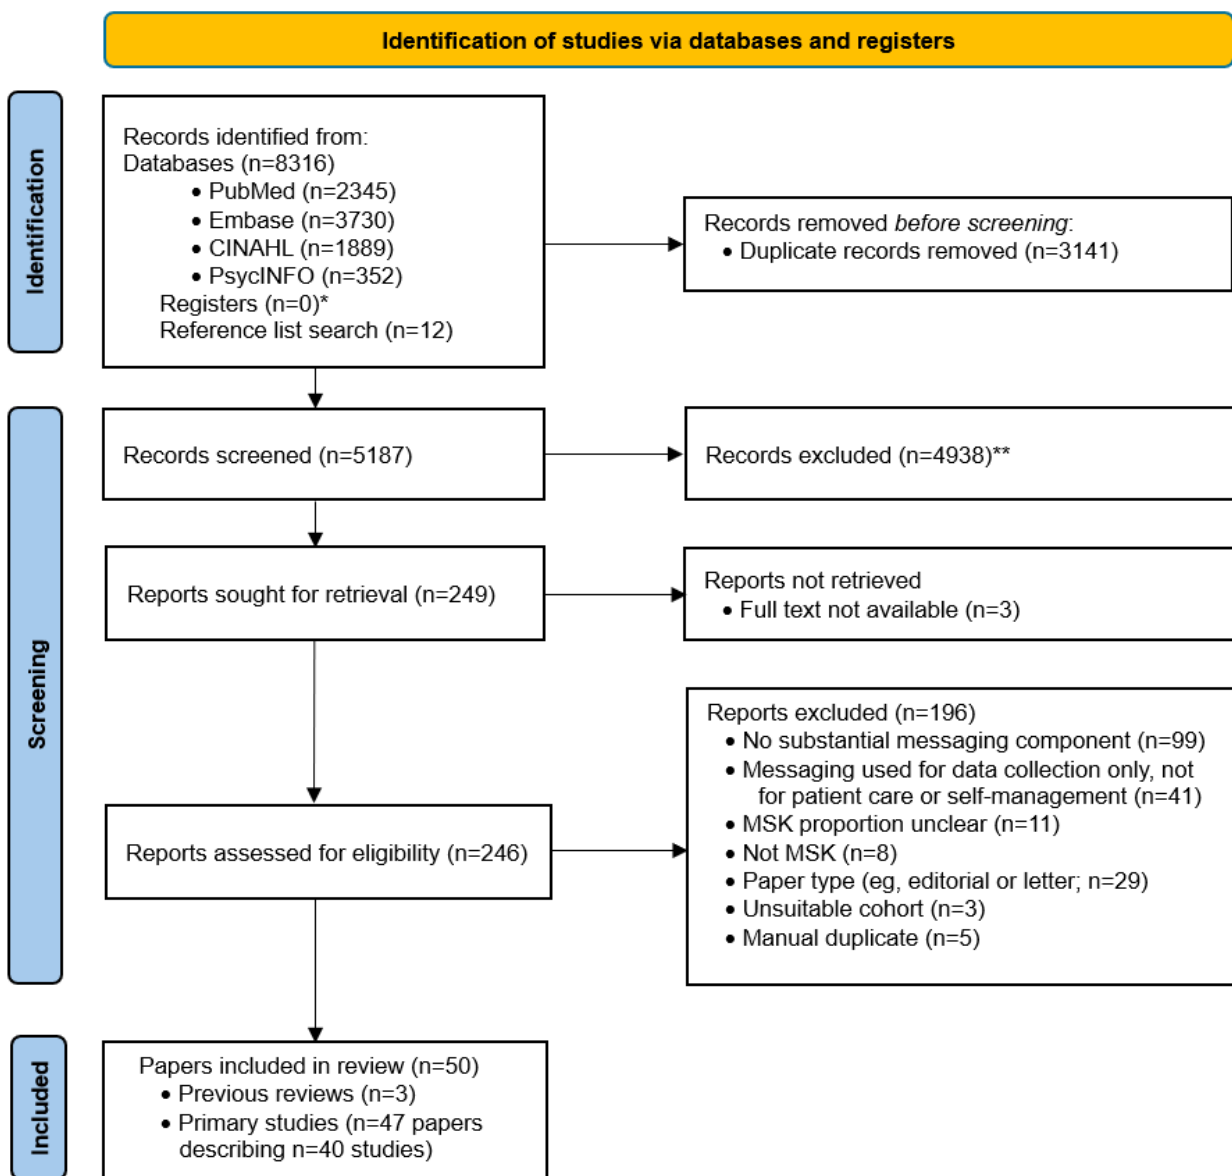 Identification of studies via databases and registers
Identification
Records identified from:
Databases (n=8316)
• PubMed (n=2345)
• Embase (n=3730)
• CINAHL (n=1889)
• PsycINFO (n=352)
Registers (n=0)*
Reference list search (n=12)
Records removed before screening:
• Duplicate records removed (n=3141)
Screening
Records screened (n=5187)
Records excluded (n=4938)**
Reports sought for retrieval (n=249)
Reports not retrieved
• Full text not available (n=3)
Reports assessed for eligibility (n=246)
Reports excluded (n=196)
• No substantial messaging component (n=99)
• Messaging used for data collection only, not
for patient care or self-management (n=41)
• MSK proportion unclear (n=11)
• Not MSK (n=8)
• Paper type (eg, editorial or letter; n=29)
• Unsuitable cohort (n=3)
• Manual duplicate (n=5)
Included
Papers included in review (n=50)
• Previous reviews (n=3)
• Primary studies (n=47 papers
describing n=40 studies)